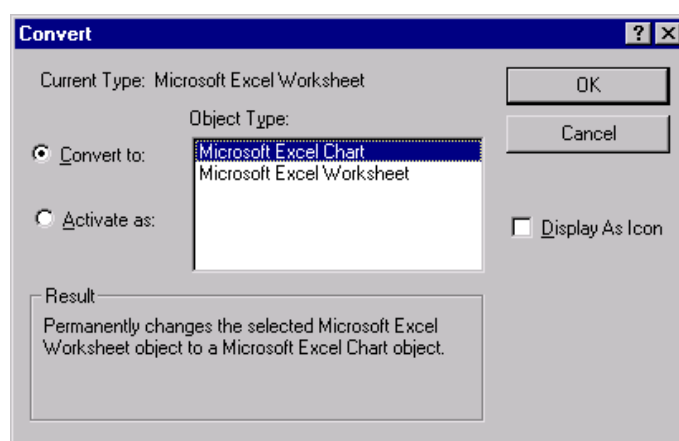 Convert
Current Type: Microsoft Excel Worksheet
OK
Object Type:
Cancel
Convert to:
Microsoft Excel Chart
Microsoft Excel Worksheet
Activate as:
Display As Icon
Result
Permanently changes the selected Microsoft Excel
Worksheet object to a Microsoft Excel Chart object.